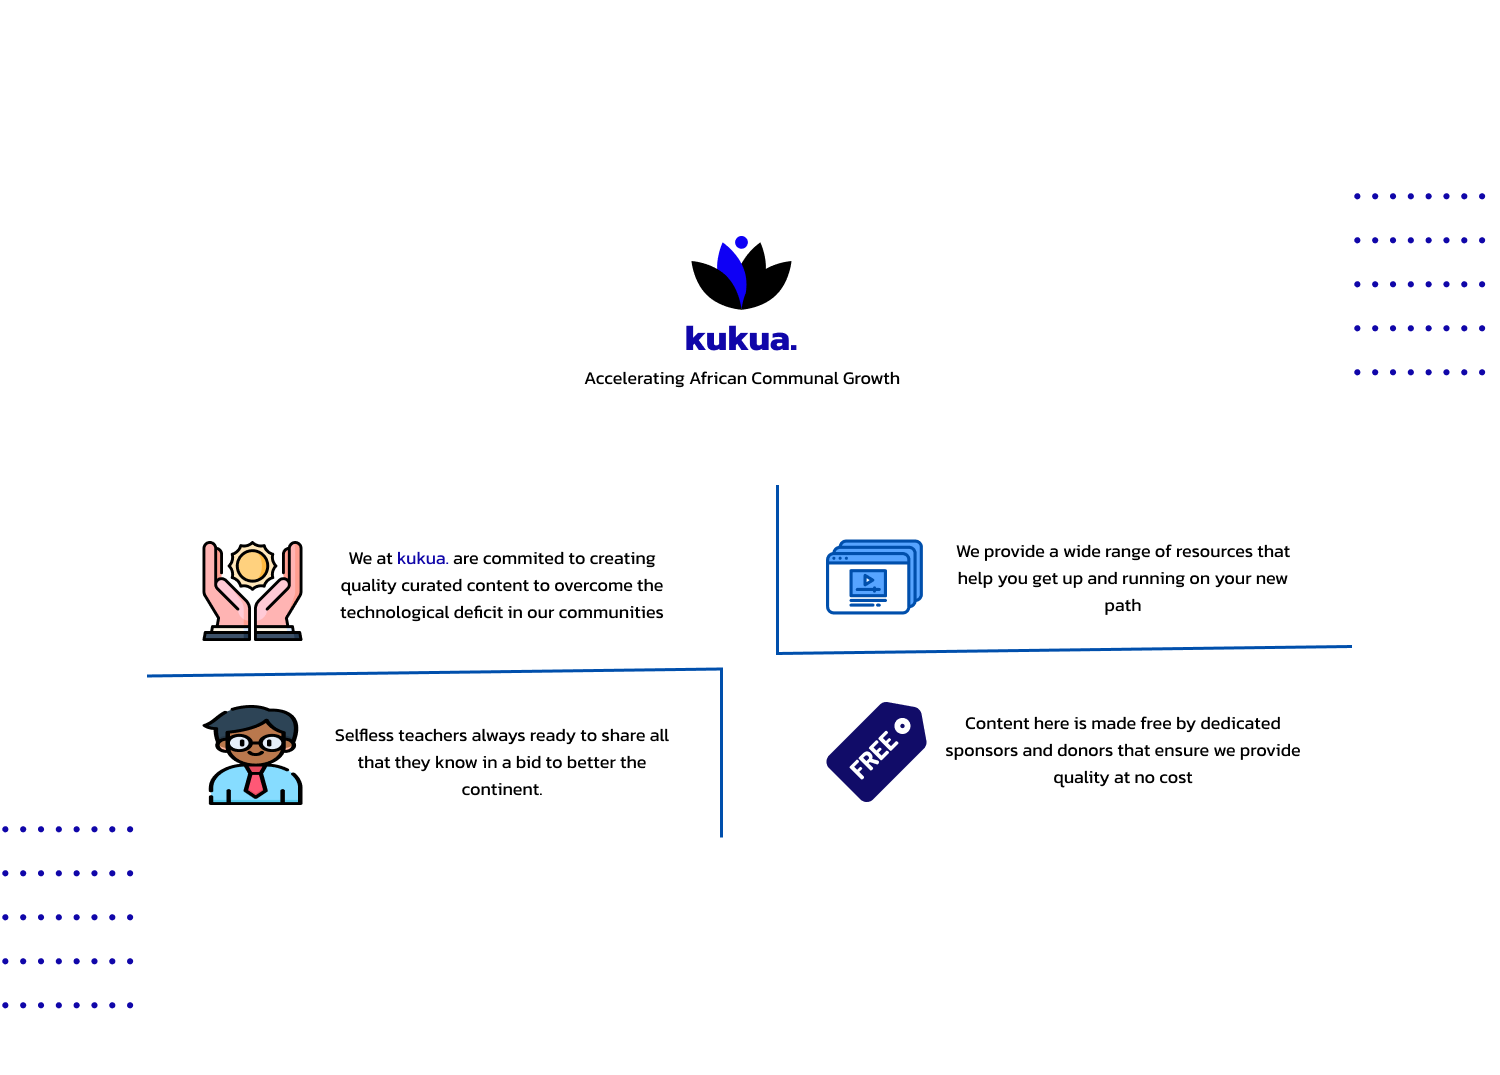 kukua.
Accelerating African Communal Growth
We at kukua. are commited to creating
quality curated content to overcome the
technological deficit in our communities
We provide a wide range of resources that
help you get up and running on your new
path
Selfless teachers always ready to share all
that they know in a bid to better the
continent.
FREE
Content here is made free by dedicated
sponsors and donors that ensure we provide
quality at no cost